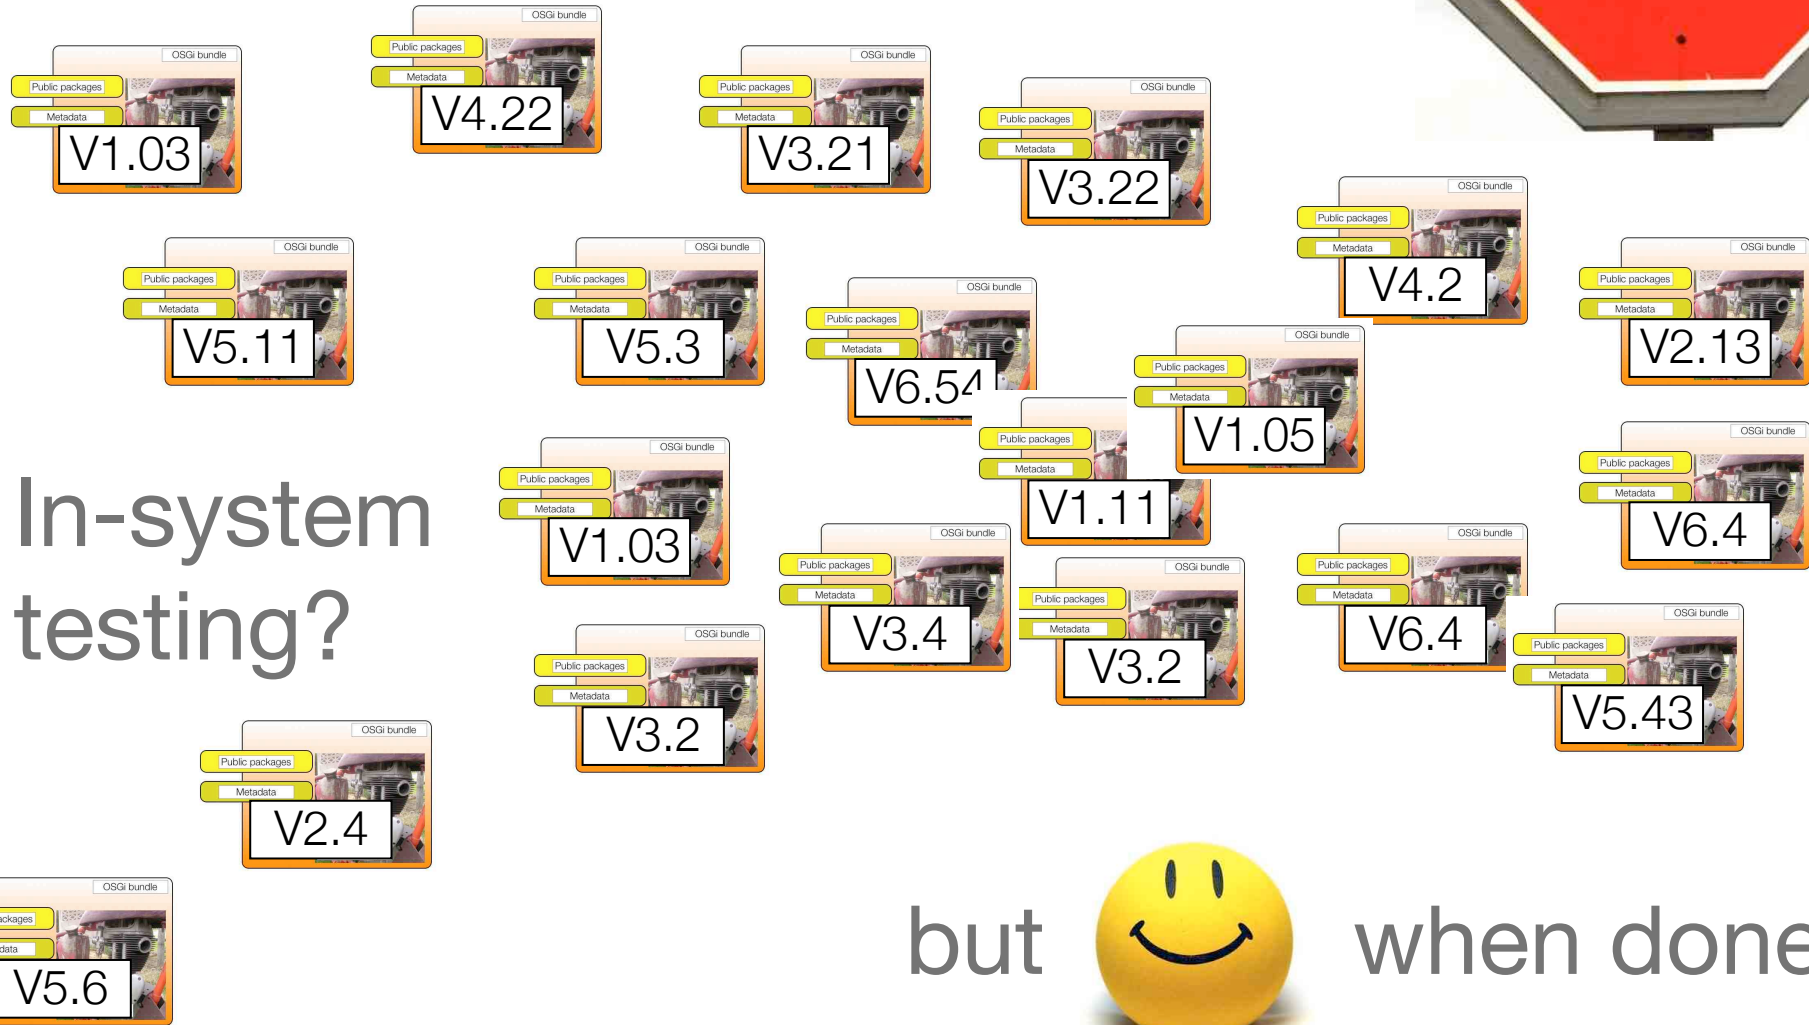 OSGi bundle
Public packages
Metadata
V4.22
OSGi bundle
Public packages
Metadata
V1.03
OSGi bundle
Public packages
Metadata
V3.21
OSGi bundle
Public packages
Metadata
V3.22
OSGi bundle
Public packages
Metadata
V4.2
OSGi bundle
Public packages
Metadata
V5.11
OSGi bundle
Public packages
Metadata
V5.3
OSGi bundle
Public packages
Metadata
V6.54
OSGi bundle
Public packages
Metadata
V2.13
OSGi bundle
Public packages
Metadata
V1.05
Public packages
Metadata
V1.11
OSGi bundle
Public packages
Metadata
V6.4
In-system
testing?
OSGi bundle
Public packages
Metadata
V1.03
OSGi bundle
Public packages
Metadata
V3.4
OSGi bundle
Public packages
Metadata
V3.2
OSGi bundle
Public packages
Metadata
V6.4
OSGi bundle
Public packages
Metadata
V5.43
OSGi bundle
Public packages
Metadata
V3.2
OSGi bundle
Public packages
Metadata
V2.4
OSGi bundle
ackages
data
V5.6
but when done